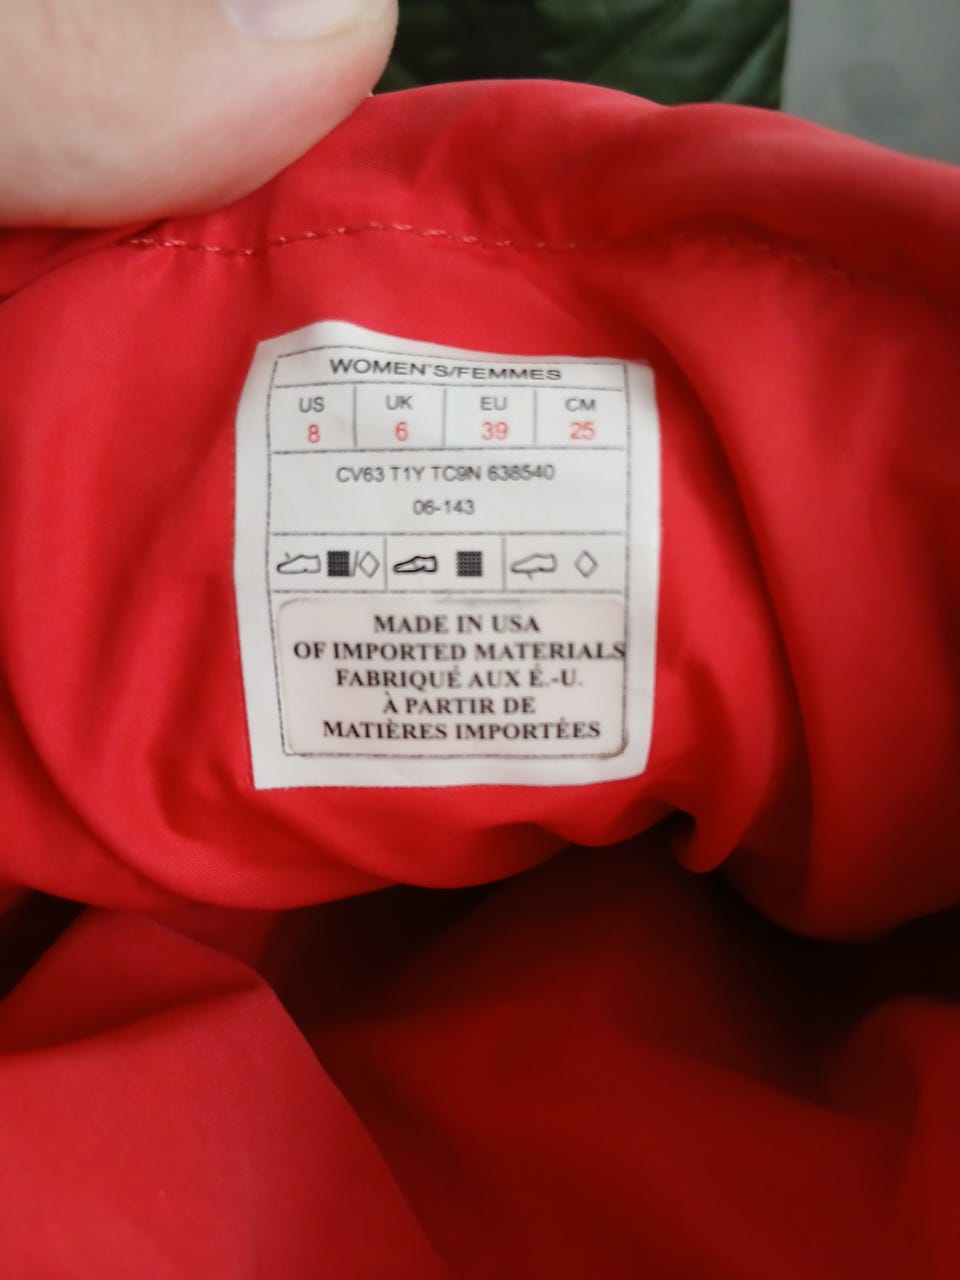 WOMEN'S/FEMMES
US UK EU CM
8 6 39 25
CV63 T1Y TC9N 638540
06-143
MADE IN USA
OF IMPORTED MATERIALS
FABRIQUÉ AUX É.-U.
À PARTIR DE
MATIÈRES IMPORTÉES